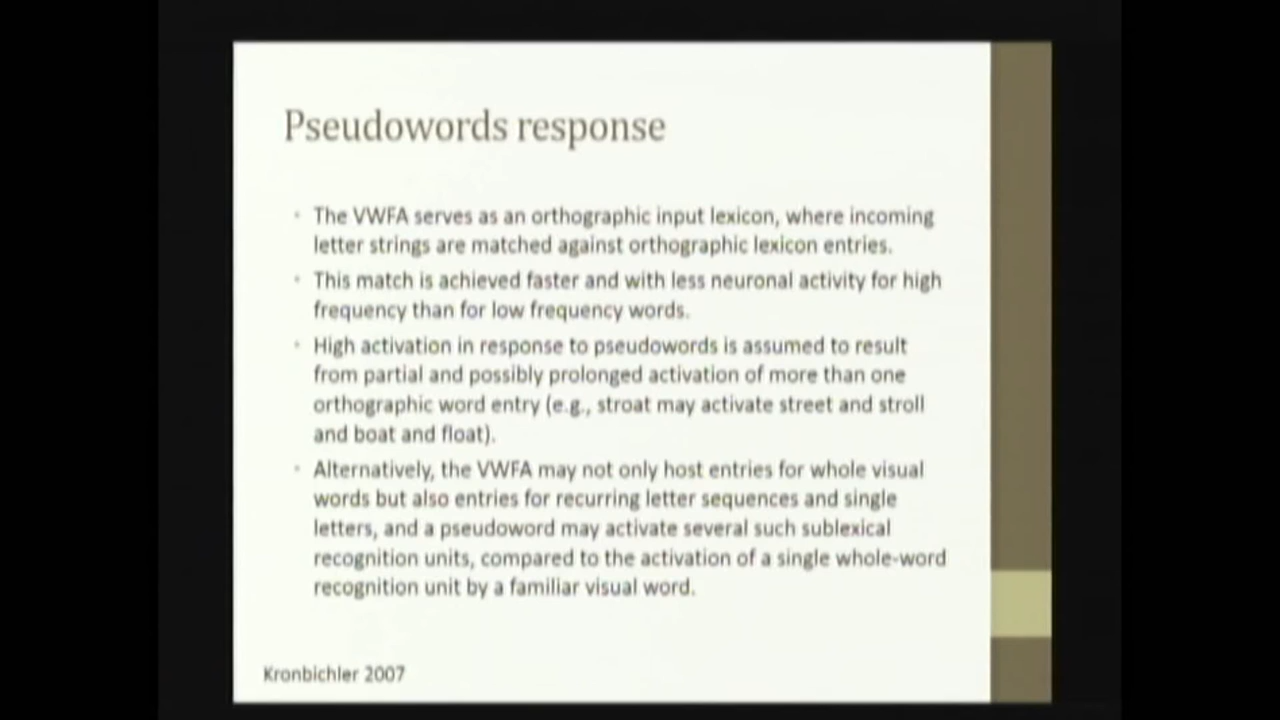 Pseudowords response
• The VWFA serves as an orthographic input lexicon, where incoming
letter strings are matched against orthographic lexicon entries.
• This match is achieved faster and with less neuronal activity for high
frequency than for low frequency words.
• High activation in response to pseudowords is assumed to result
from partial and possibly prolonged activation of more than one
orthographic word entry (e.g., stroat may activate street and stroll
and boat and float).
• Alternatively, the VWFA may not only host entries for whole visual
words but also entries for recurring letter sequences and single
letters, and a pseudoword may activate several such sublexical
recognition units, compared to the activation of a single whole-word
recognition unit by a familiar visual word.
Kronbichler 2007